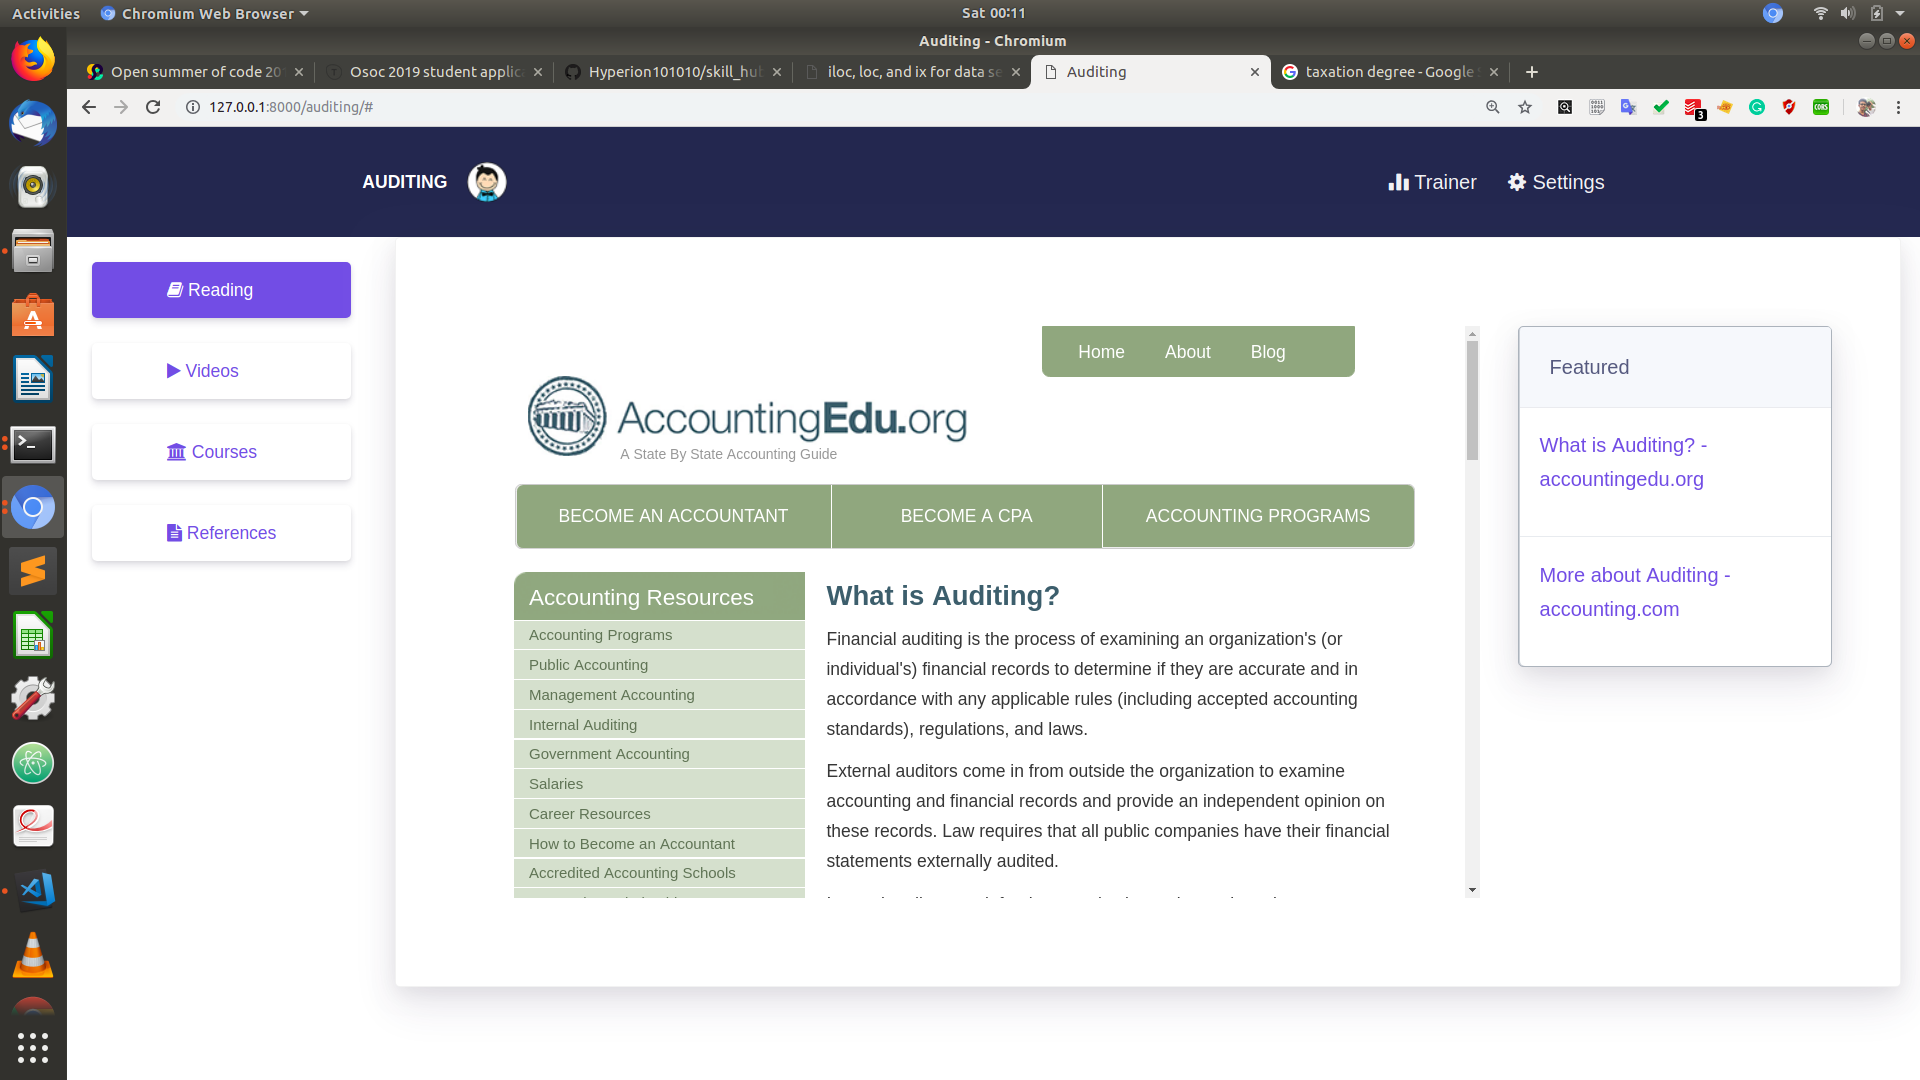 Activities
Chromium Web Browser
Sat 00:11
Auditing - Chromium
Open summer of code 20
Osoc 2019 student applic
Hyperion101010/skill_hub
iloc, loc, and ix for data se
Auditing
taxation degree - Google
127.0.0.1:8000/auditing/#
3
CORS
AUDITING
Trainer
Settings
Reading
Videos
Courses
References
Home
About
Blog
AccountingEdu.org
A State By State Accounting Guide
BECOME AN ACCOUNTANT
BECOME A CPA
ACCOUNTING PROGRAMS
Accounting Resources
Accounting Programs
Public Accounting
Management Accounting
Internal Auditing
Government Accounting
Salaries
Career Resources
How to Become an Accountant
Accredited Accounting Schools
What is Auditing?
Financial auditing is the process of examining an organization's (or
individual's) financial records to determine if they are accurate and in
accordance with any applicable rules (including accepted accounting
standards), regulations, and laws.
External auditors come in from outside the organization to examine
accounting and financial records and provide an independent opinion on
these records. Law requires that all public companies have their financial
statements externally audited.
Featured
What is Auditing? -
accountingedu.org
More about Auditing -
accounting.com